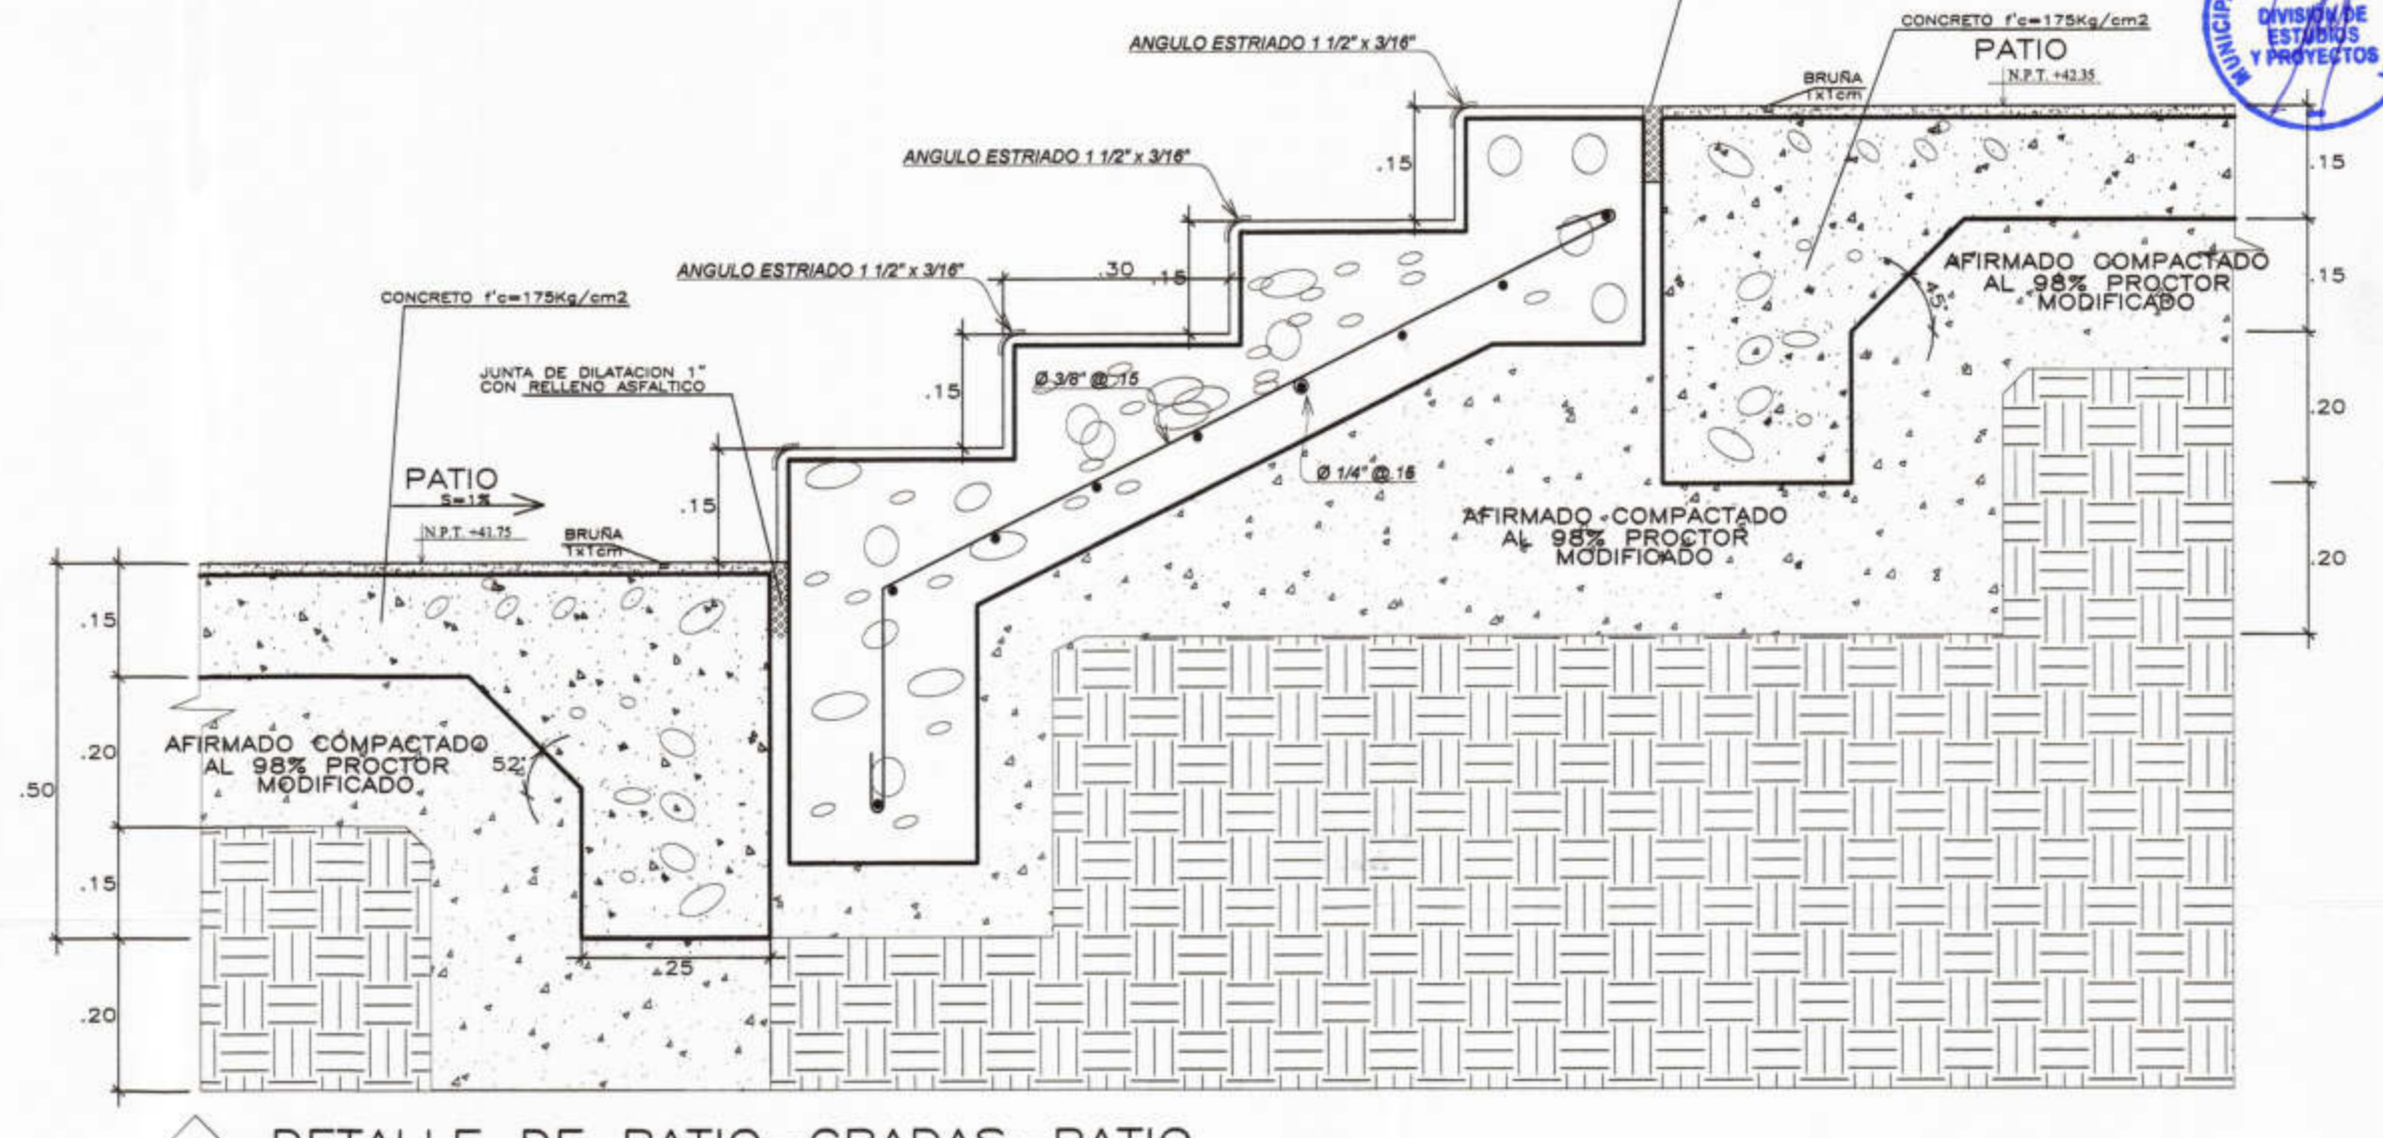 CONCRETO f'c=175Kg/cm2
PATIO
N.P.T. +42.35
BRUÑA
1x1cm
DIVISIÓN DE
ESTUDIOS
Y PROYECTOS
ANGULO ESTRIADO 1 1/2" x 3/16"
.15
.15
ANGULO ESTRIADO 1 1/2" x 3/16"
ANGULO ESTRIADO 1 1/2" x 3/16"
.30
.15
AFIRMADO COMPACTADO
AL 98% PROCTOR
MODIFICADO
45°
.15
CONCRETO f'c=175Kg/cm2
JUNTA DE DILATACION 1"
CON RELLENO ASFALTICO
Ø 3/8" @ .15
.15
.20
PATIO
S=1%
Ø 1/4" @.15
.15
N.P.T. +41.75
BRUÑA
1x1cm
AFIRMADO COMPACTADO
AL 98% PROCTOR
MODIFICADO
.20
.15
AFIRMADO COMPACTADO
AL 98% PROCTOR
MODIFICADO
52°
.20
.50
.15
.25
.20
DETALLE DE PATIO - GRADAS - PATIO